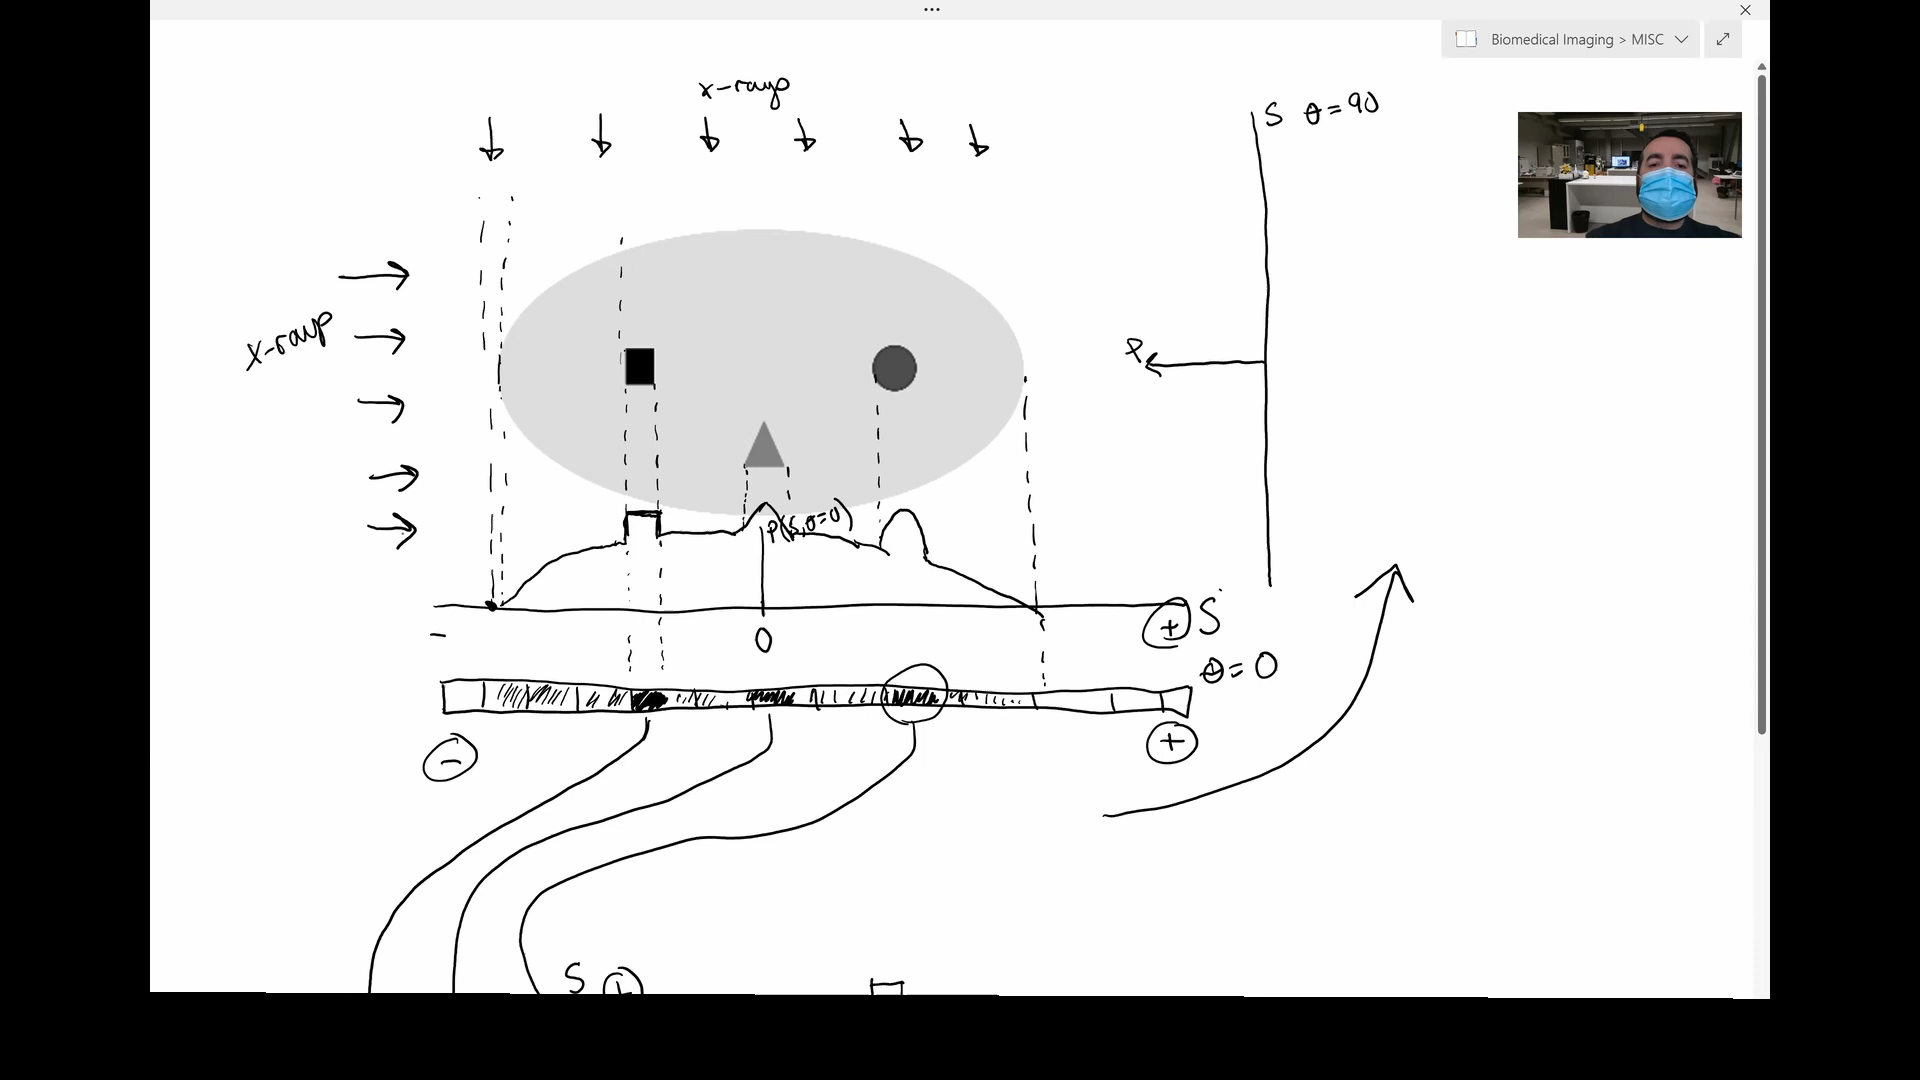 ...
Biomedical Imaging > MISC
x-rays
S θ=90
x-rays
P
P(S,θ=0)
-
0
+
S
θ=0
-
+
S
+